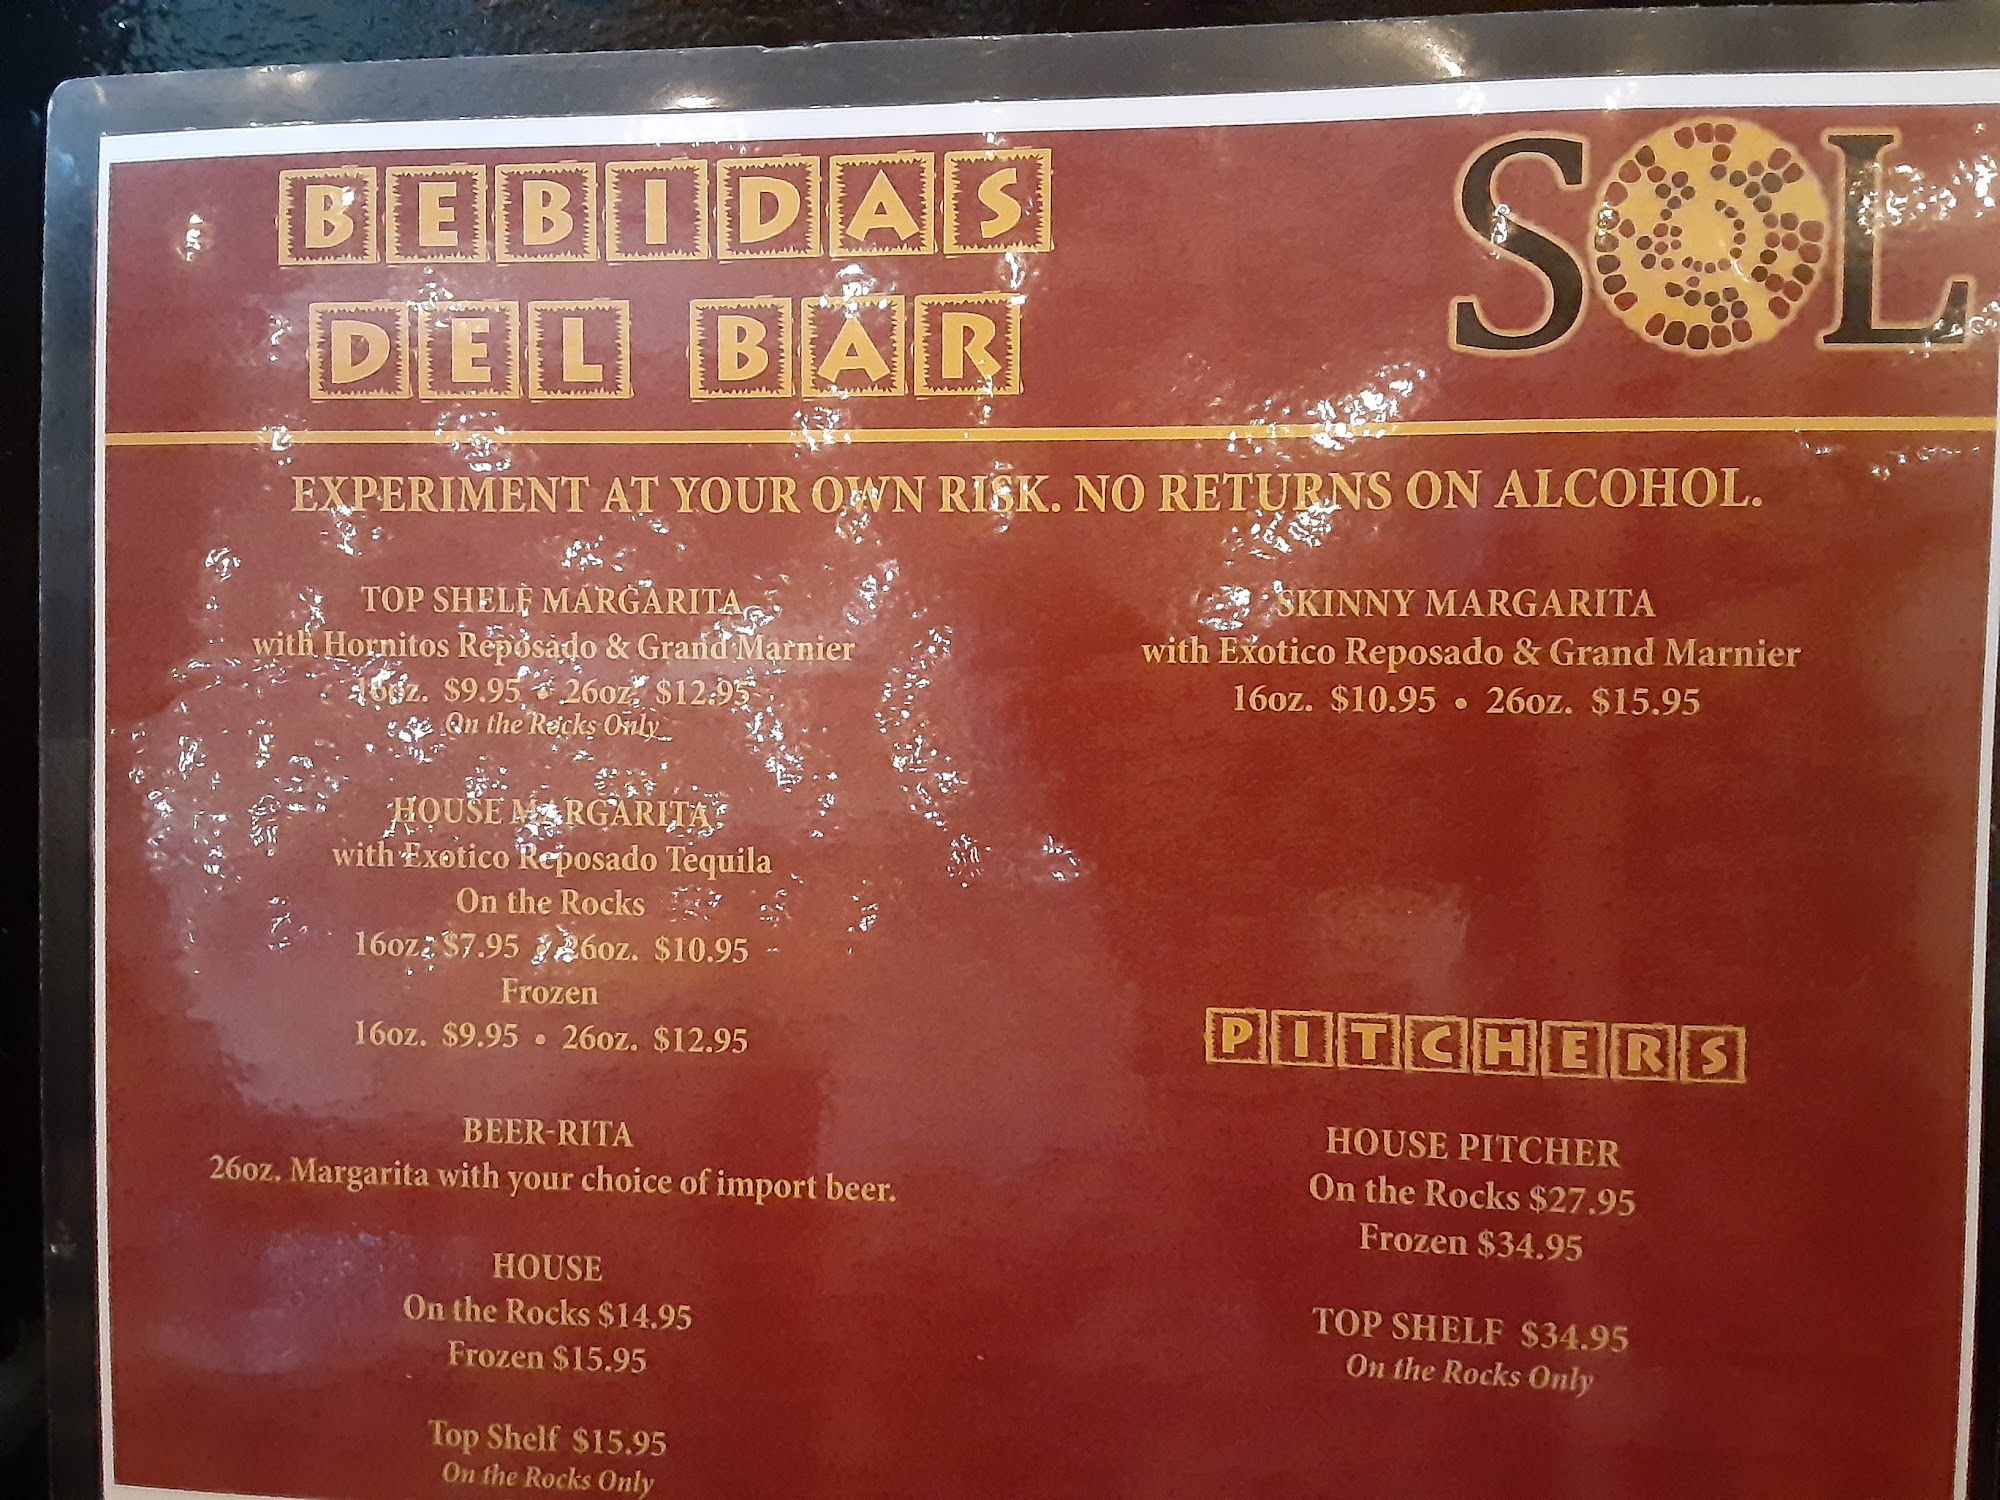 BEBIDAS
DEL BAR
SOL
EXPERIMENT AT YOUR OWN RISK. NO RETURNS ON ALCOHOL.
TOP SHELF MARGARITA
with Hornitos Reposado & Grand Marnier
16oz. $9.95 • 26oz. $12.95
On the Rocks Only
HOUSE MARGARITA
with Exotico Reposado Tequila
On the Rocks
16oz. $7.95 • 26oz. $10.95
Frozen
16oz. $9.95 • 26oz. $12.95
BEER-RITA
26oz. Margarita with your choice of import beer.
HOUSE
On the Rocks $14.95
Frozen $15.95
Top Shelf $15.95
On the Rocks Only
SKINNY MARGARITA
with Exotico Reposado & Grand Marnier
16oz. $10.95 • 26oz. $15.95
PITCHERS
HOUSE PITCHER
On the Rocks $27.95
Frozen $34.95
TOP SHELF $34.95
On the Rocks Only